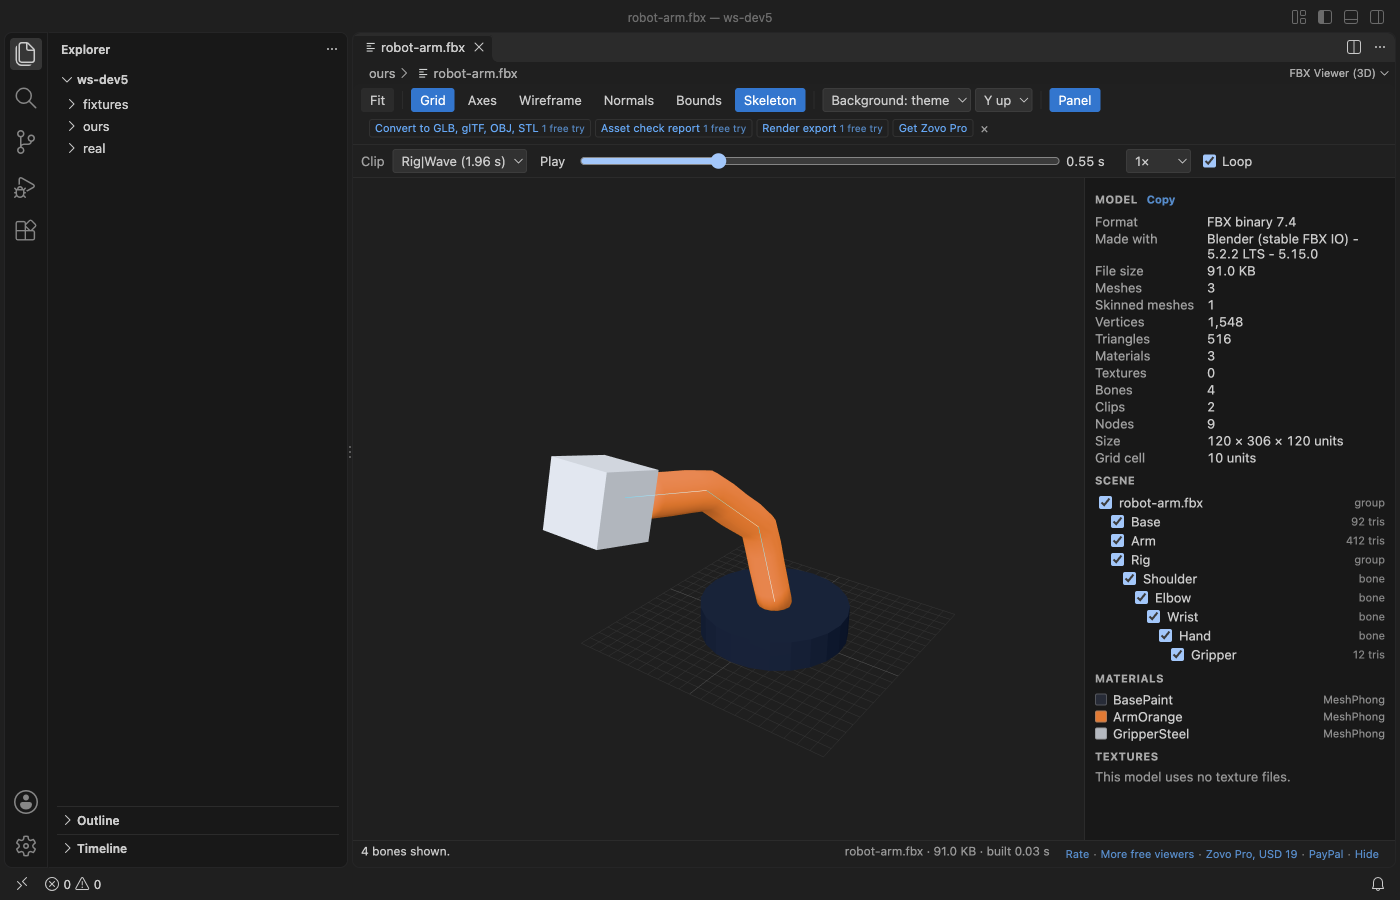 robot-arm.fbx — ws-dev5
Explorer
ws-dev5
fixtures
ours
real
Outline
Timeline
robot-arm.fbx
ours > robot-arm.fbx
FBX Viewer (3D)
Fit Grid Axes Wireframe Normals Bounds Skeleton Background: theme Y up Panel
Convert to GLB, glTF, OBJ, STL 1 free try Asset check report 1 free try Render export 1 free try Get Zovo Pro ×
Clip Rig|Wave (1.96 s) Play 0.55 s 1x Loop
MODEL Copy
Format FBX binary 7.4
Made with Blender (stable FBX IO) -
5.2.2 LTS - 5.15.0
File size 91.0 KB
Meshes 3
Skinned meshes 1
Vertices 1,548
Triangles 516
Materials 3
Textures 0
Bones 4
Clips 2
Nodes 9
Size 120 × 306 × 120 units
Grid cell 10 units
SCENE
robot-arm.fbx group
Base 92 tris
Arm 412 tris
Rig group
Shoulder bone
Elbow bone
Wrist bone
Hand bone
Gripper 12 tris
MATERIALS
BasePaint MeshPhong
ArmOrange MeshPhong
GripperSteel MeshPhong
TEXTURES
This model uses no texture files.
4 bones shown.
robot-arm.fbx · 91.0 KB · built 0.03 s
Rate · More free viewers · Zovo Pro, USD 19 · PayPal · Hide
0 0